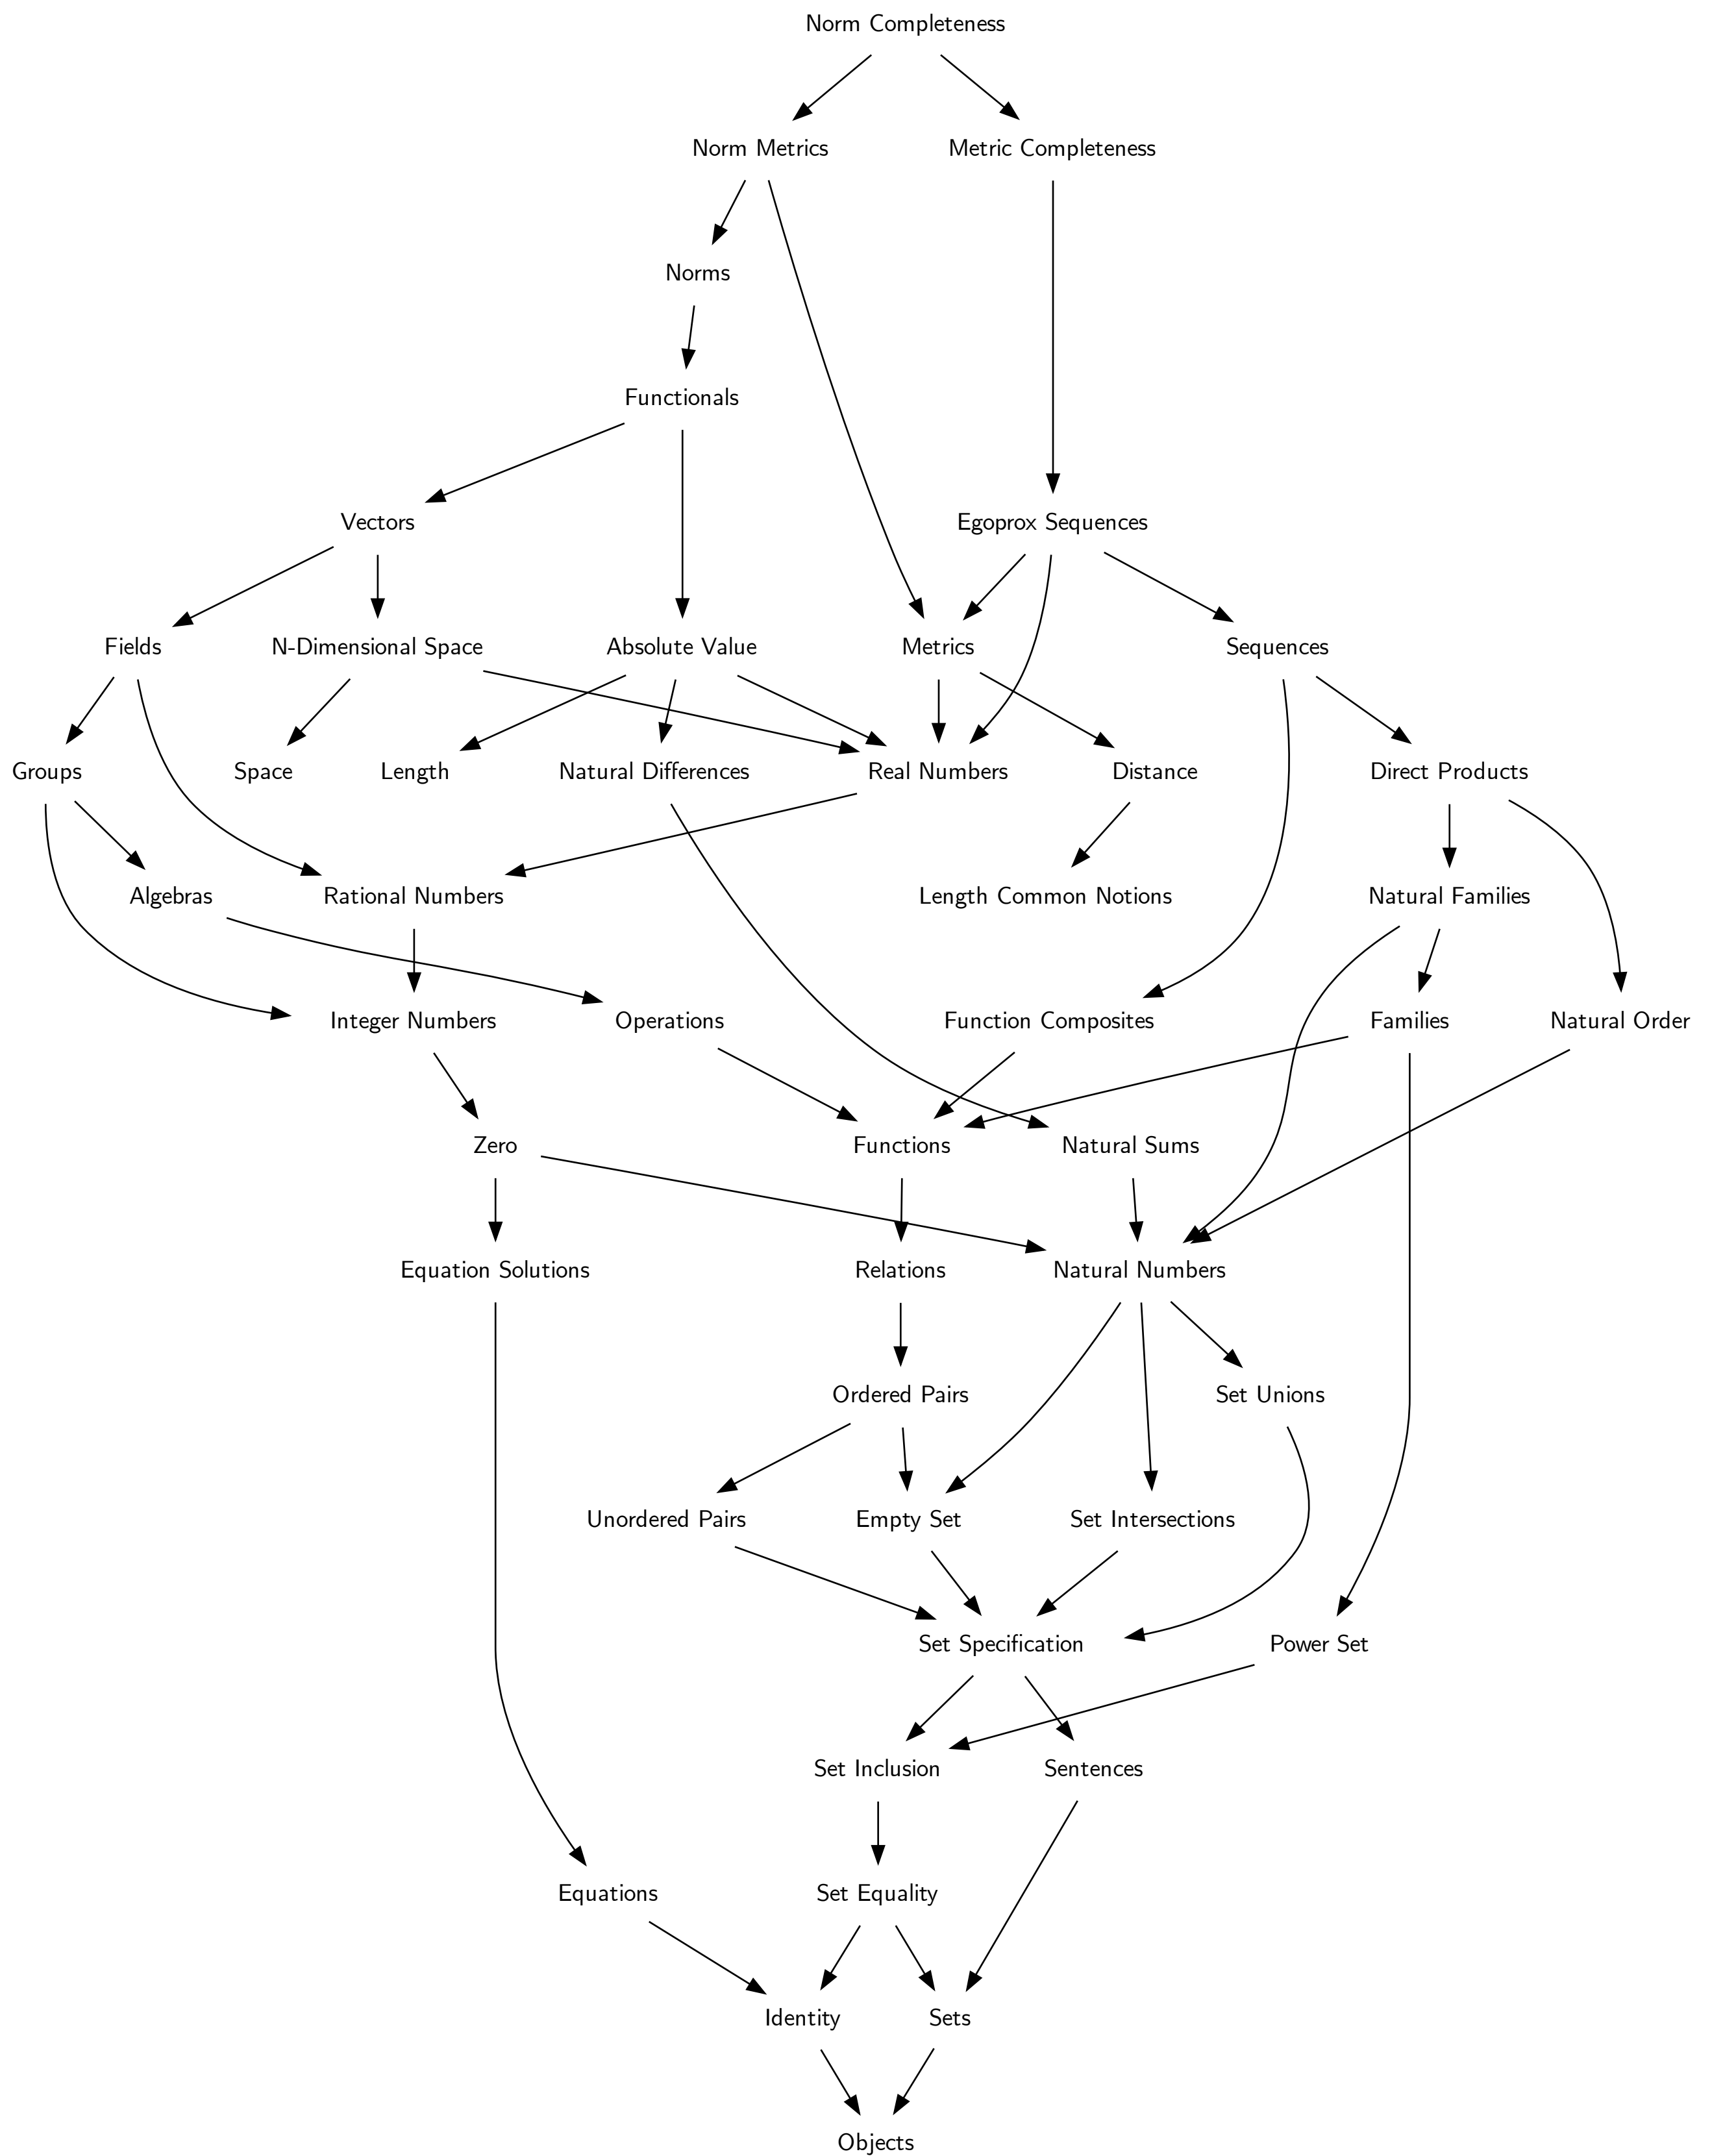 Norm Completeness
Norm Metrics
Metric Completeness
Norms
Functionals
Vectors
Egoprox Sequences
Fields
N-Dimensional Space
Absolute Value
Metrics
Sequences
Groups
Space
Length
Natural Differences
Real Numbers
Distance
Direct Products
Algebras
Rational Numbers
Length Common Notions
Natural Families
Integer Numbers
Operations
Function Composites
Families
Natural Order
Zero
Functions
Natural Sums
Equation Solutions
Relations
Natural Numbers
Ordered Pairs
Set Unions
Unordered Pairs
Empty Set
Set Intersections
Set Specification
Power Set
Set Inclusion
Sentences
Equations
Set Equality
Identity
Sets
Objects